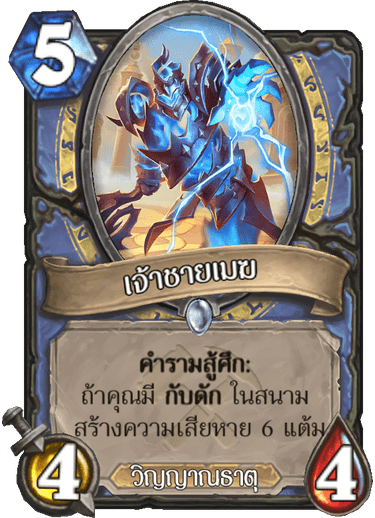 5
เจ้าชายเมฆ
คำรามสู้ศึก:
ถ้าคุณมี กับดัก ในสนาม
สร้างความเสียหาย 6 แต้ม
4
วิญญาณธาตุ
4